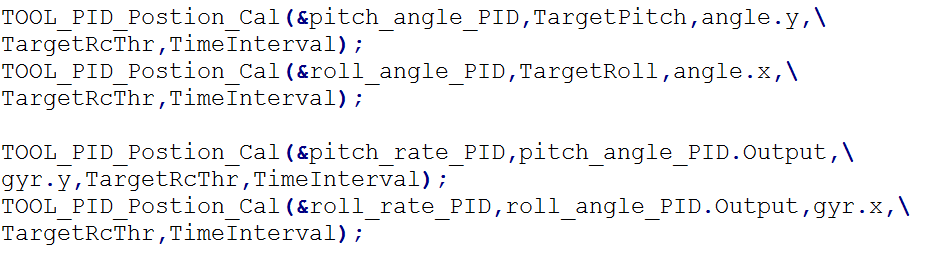 TOOL_PID_Postion_Cal(&pitch_angle_PID,TargetPitch,angle.y,\
TargetRcThr,TimeInterval);
TOOL_PID_Postion_Cal(&roll_angle_PID,TargetRoll,angle.x,\
TargetRcThr,TimeInterval);
TOOL_PID_Postion_Cal(&pitch_rate_PID,pitch_angle_PID.Output,\
gyr.y,TargetRcThr,TimeInterval);
TOOL_PID_Postion_Cal(&roll_rate_PID,roll_angle_PID.Output,gyr.x,\
TargetRcThr,TimeInterval);